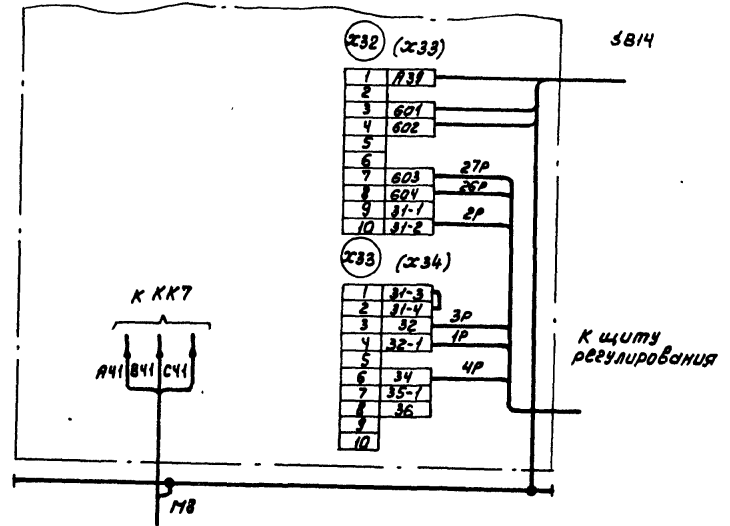 X32 (X33)
SB14
1 А31
2
3 601
4 602
5
6
7 603 27Р
8 604 26Р
9 31-1
10 31-2 2Р
X33 (X34)
1 31-3
2 31-4
3 32 3Р
4 32-1 1Р
5
6 34 4Р
7 35-1
8 36
9
10
К КК7
А41 В41 С41
К щиту
регулирования
М8